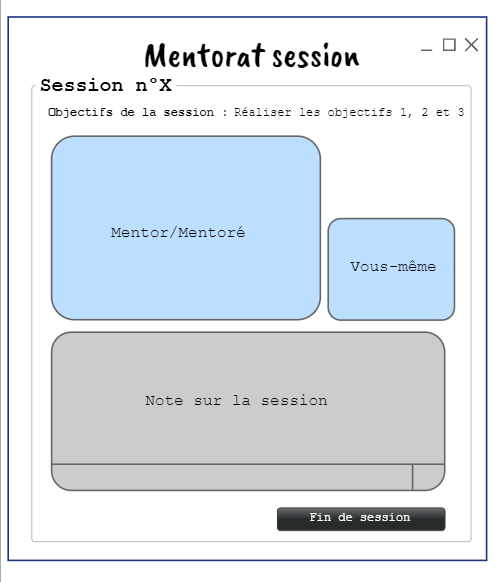 Mentorat session
Session n°X
Objectifs de la session : Réaliser les objectifs 1, 2 et 3
Mentor/Mentoré
Vous-même
Note sur la session
Fin de session